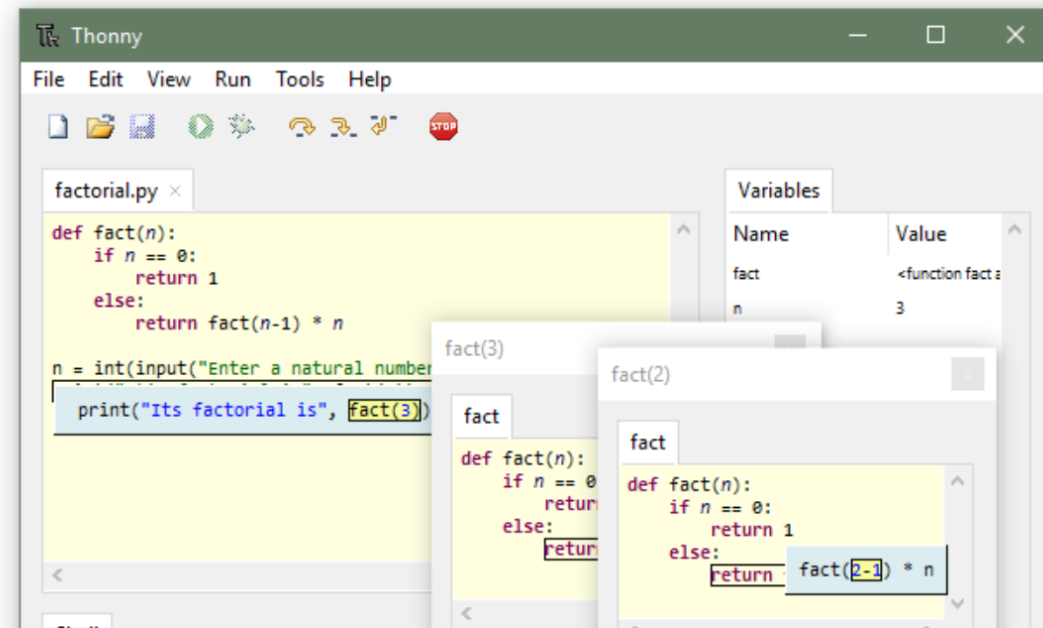 Thonny
File Edit View Run Tools Help
STOP
factorial.py
def fact(n):
if n == 0:
return 1
else:
return fact(n-1) * n
n = int(input("Enter a natural number
print("Its factorial is", fact(3))
Variables
Name Value
fact <function fact
n 3
fact(3)
fact
def fact(n):
if n == 0
return
else:
return
fact(2)
fact
def fact(n):
if n == 0:
return 1
else:
return
fact(2-1) * n